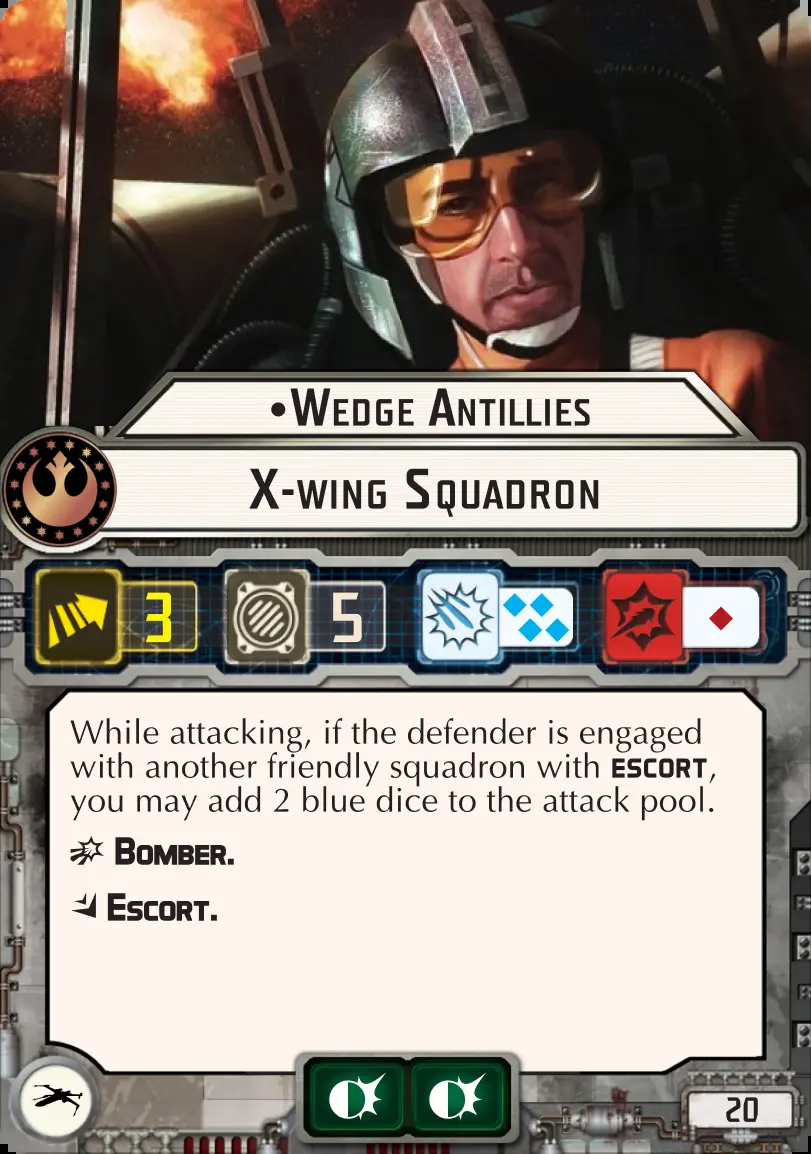 •Wedge Antillies
X-wing Squadron
3 5
While attacking, if the defender is engaged
with another friendly squadron with ESCORT,
you may add 2 blue dice to the attack pool.
Bomber.
Escort.
20